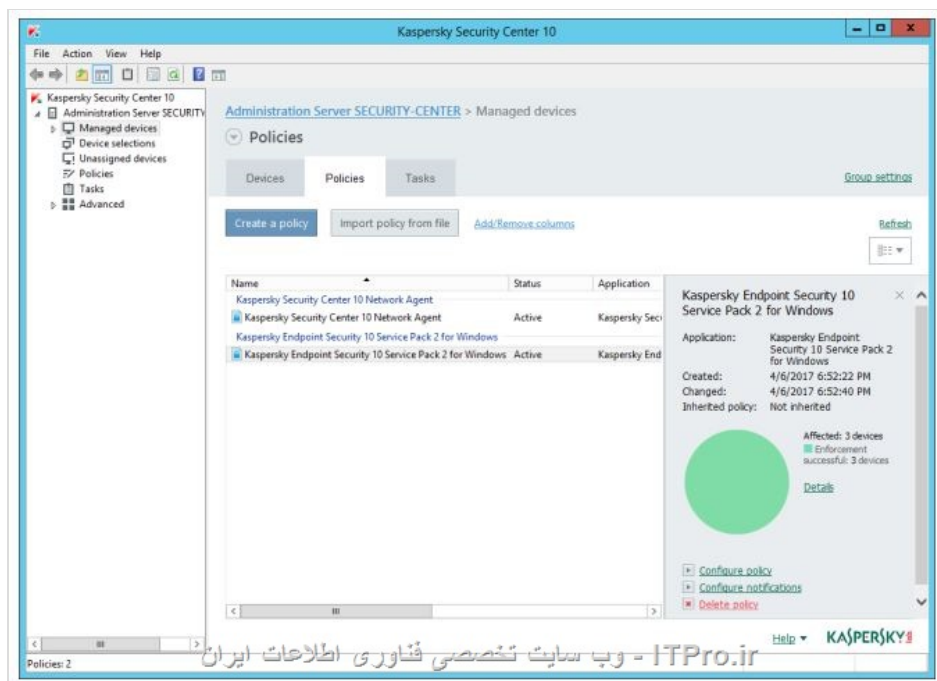 Kaspersky Security Center 10
File Action View Help
Kaspersky Security Center 10
Administration Server SECURITY
Managed devices
Device selections
Unassigned devices
Policies
Tasks
Advanced
Administration Server SECURITY-CENTER > Managed devices
Policies
Devices Policies Tasks
Group settings
Create a policy Import policy from file Add/Remove columns
Refresh
Name Status Application
Kaspersky Security Center 10 Network Agent
Kaspersky Security Center 10 Network Agent Active Kaspersky Sec
Kaspersky Endpoint Security 10 Service Pack 2 for Windows
Kaspersky Endpoint Security 10 Service Pack 2 for Windows Active Kaspersky End
Kaspersky Endpoint Security 10
Service Pack 2 for Windows
Application: Kaspersky Endpoint
Security 10 Service Pack 2
for Windows
Created: 4/6/2017 6:52:22 PM
Changed: 4/6/2017 6:52:40 PM
Inherited policy: Not inherited
Affected: 3 devices
Enforcement
successful: 3 devices
Details
Configure policy
Configure notifications
Delete policy
Help KASPERSKY
Policies: 2
ITPro.ir - وب سایت تخصصی فناوری اطلاعات ایران